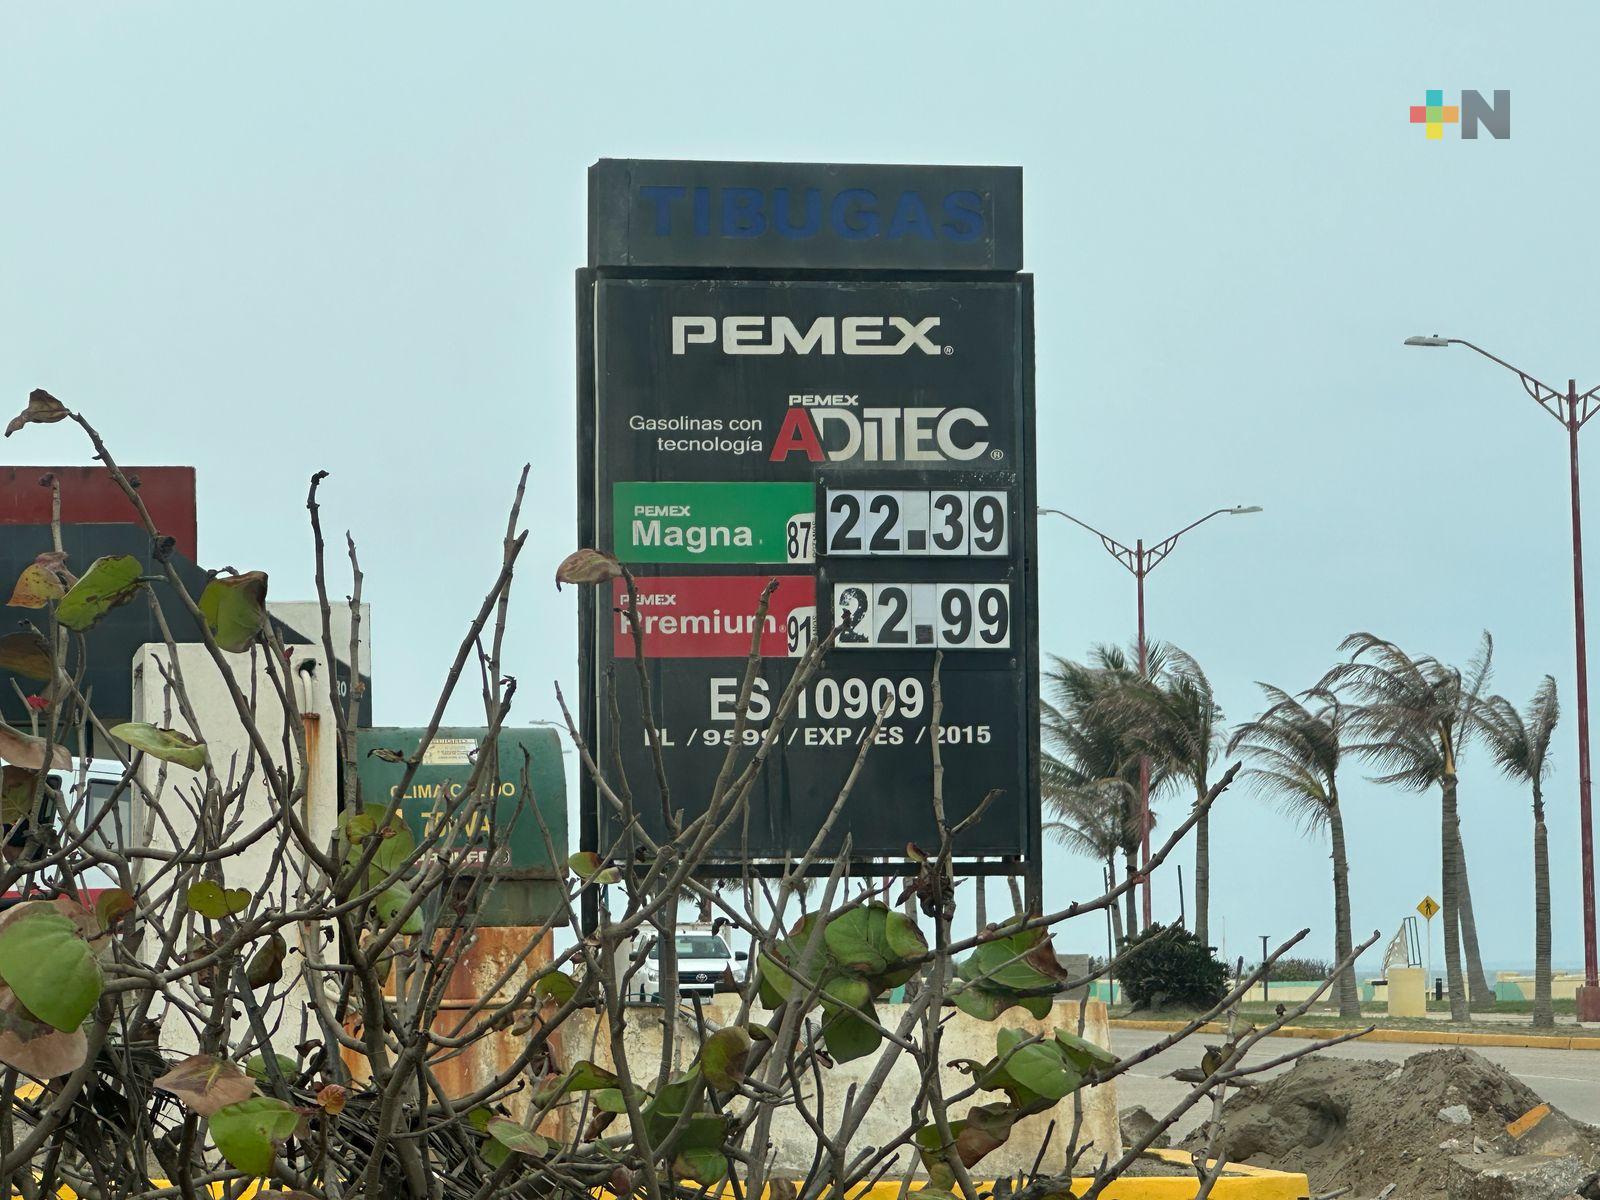 +N
TIBUGAS
PEMEX®
PEMEX
ADITEC®
Gasolinas con
tecnología
PEMEX
Magna 87 22.39
PEMEX
Premium 91 22.99
ES 10909
PL / 9599 / EXP / ES / 2015